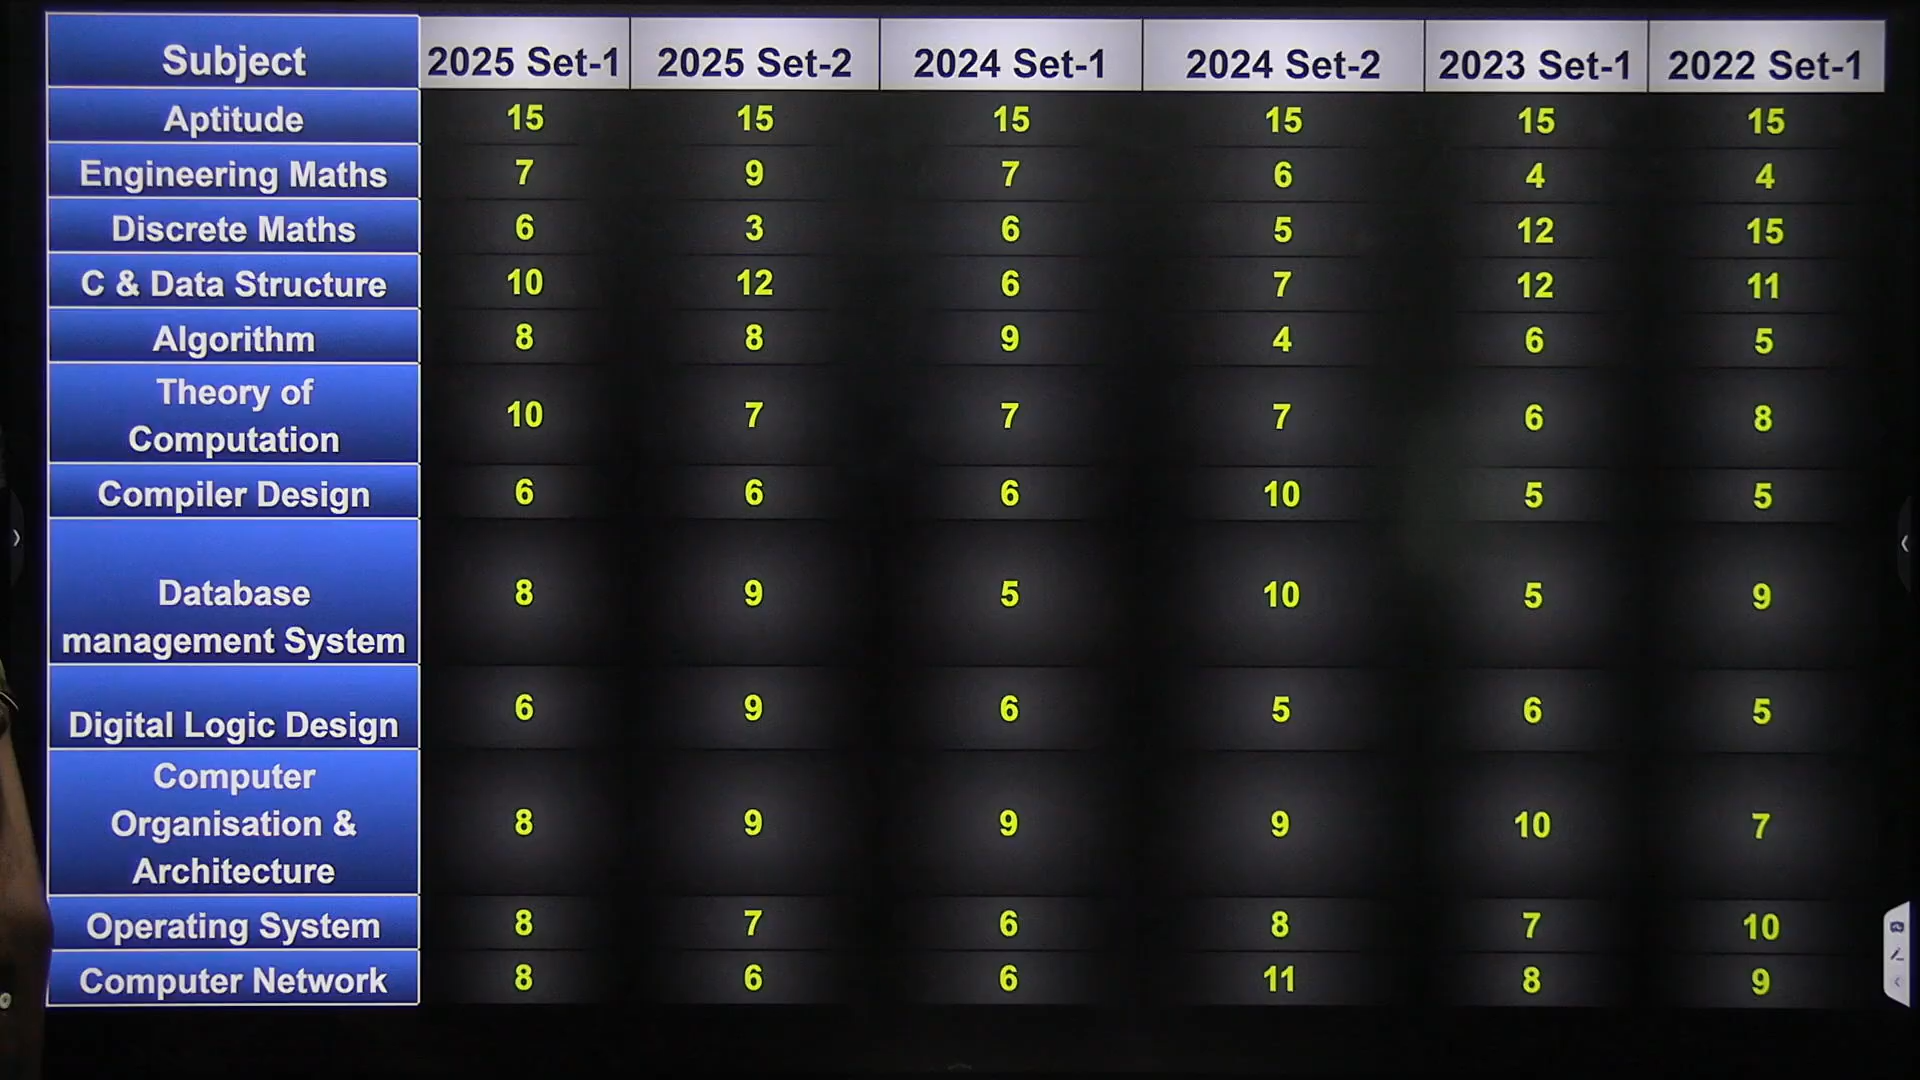 Subject 2025 Set-1 2025 Set-2 2024 Set-1 2024 Set-2 2023 Set-1 2022 Set-1
Aptitude 15 15 15 15 15 15
Engineering Maths 7 9 7 6 4 4
Discrete Maths 6 3 6 5 12 15
C & Data Structure 10 12 6 7 12 11
Algorithm 8 8 9 4 6 5
Theory of
Computation 10 7 7 7 6 8
Compiler Design 6 6 6 10 5 5
Database
management System 8 9 5 10 5 9
Digital Logic Design 6 9 6 5 6 5
Computer
Organisation &
Architecture 8 9 9 9 10 7
Operating System 8 7 6 8 7 10
Computer Network 8 6 6 11 8 9